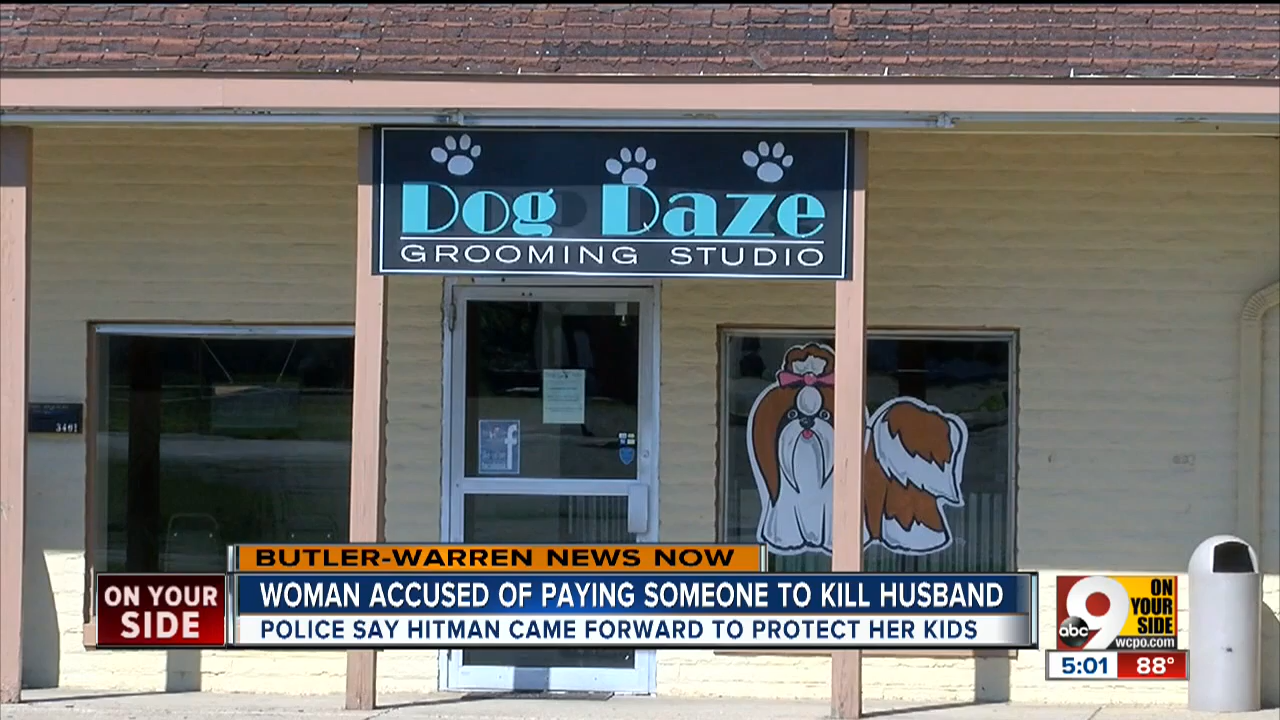 Dog Daze
GROOMING STUDIO
3461
f
BUTLER-WARREN NEWS NOW
ON YOUR SIDE
WOMAN ACCUSED OF PAYING SOMEONE TO KILL HUSBAND
POLICE SAY HITMAN CAME FORWARD TO PROTECT HER KIDS
abc 9
ON YOUR SIDE
wcpo.com
5:01 88°